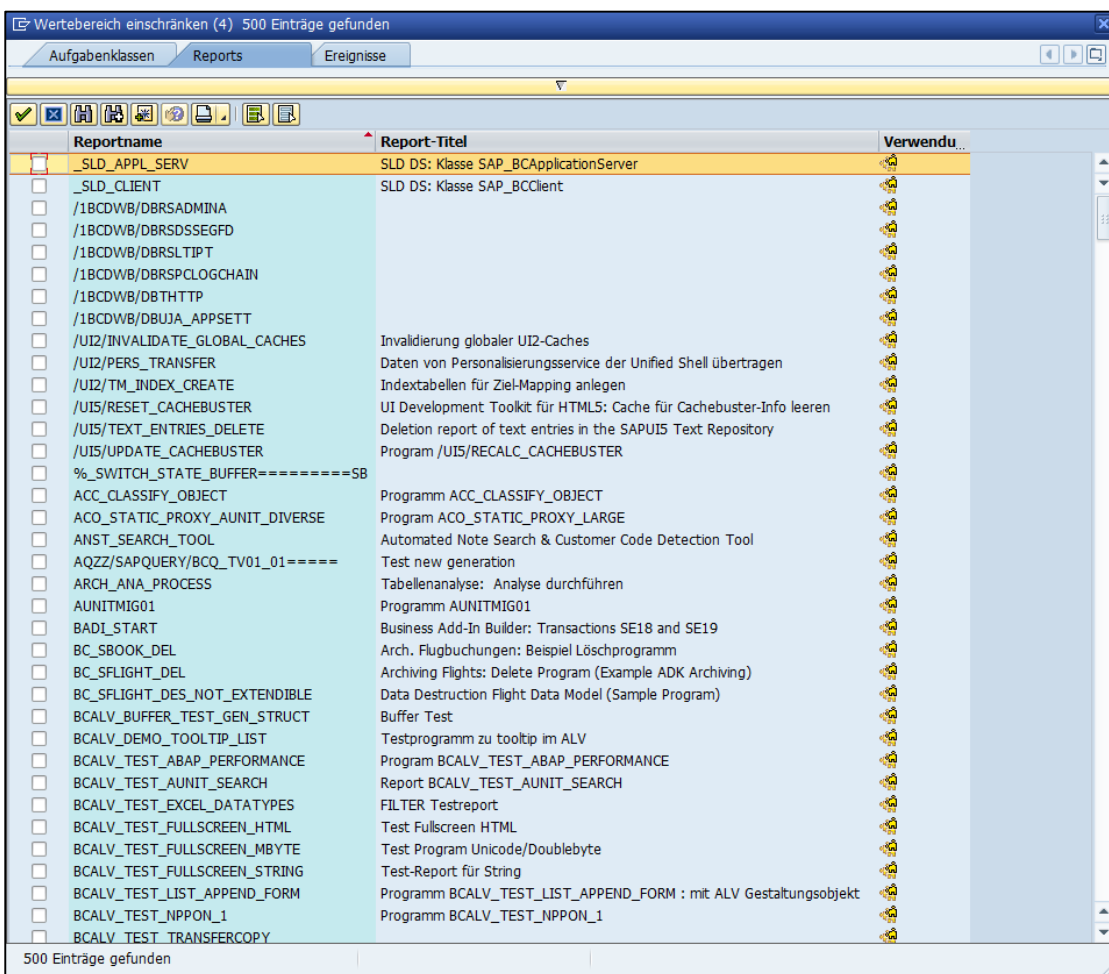 Wertebereich einschränken (4) 500 Einträge gefunden
Aufgabenklassen Reports Ereignisse
Reportname Report-Titel Verwendu...
_SLD_APPL_SERV SLD DS: Klasse SAP_BCApplicationServer
_SLD_CLIENT SLD DS: Klasse SAP_BCClient
/1BCDWB/DBRSADMINA
/1BCDWB/DBRSDSSEGFD
/1BCDWB/DBRSLTIPT
/1BCDWB/DBRSPCLOGCHAIN
/1BCDWB/DBTHTTP
/1BCDWB/DBUJA_APPSETT
/UI2/INVALIDATE_GLOBAL_CACHES Invalidierung globaler UI2-Caches
/UI2/PERS_TRANSFER Daten von Personalisierungsservice der Unified Shell übertragen
/UI2/TM_INDEX_CREATE Indextabellen für Ziel-Mapping anlegen
/UI5/RESET_CACHEBUSTER UI Development Toolkit für HTML5: Cache für Cachebuster-Info leeren
/UI5/TEXT_ENTRIES_DELETE Deletion report of text entries in the SAPUI5 Text Repository
/UI5/UPDATE_CACHEBUSTER Program /UI5/RECALC_CACHEBUSTER
%_SWITCH_STATE_BUFFER=========SB
ACC_CLASSIFY_OBJECT Programm ACC_CLASSIFY_OBJECT
ACO_STATIC_PROXY_AUNIT_DIVERSE Program ACO_STATIC_PROXY_LARGE
ANST_SEARCH_TOOL Automated Note Search & Customer Code Detection Tool
AQZZ/SAPQUERY/BCQ_TV01_01===== Test new generation
ARCH_ANA_PROCESS Tabellenanalyse: Analyse durchführen
AUNITMIG01 Programm AUNITMIG01
BADI_START Business Add-In Builder: Transactions SE18 and SE19
BC_SBOOK_DEL Arch. Flugbuchungen: Beispiel Löschprogramm
BC_SFLIGHT_DEL Archiving Flights: Delete Program (Example ADK Archiving)
BC_SFLIGHT_DES_NOT_EXTENDIBLE Data Destruction Flight Data Model (Sample Program)
BCALV_BUFFER_TEST_GEN_STRUCT Buffer Test
BCALV_DEMO_TOOLTIP_LIST Testprogramm zu tooltip im ALV
BCALV_TEST_ABAP_PERFORMANCE Program BCALV_TEST_ABAP_PERFORMANCE
BCALV_TEST_AUNIT_SEARCH Report BCALV_TEST_AUNIT_SEARCH
BCALV_TEST_EXCEL_DATATYPES FILTER Testreport
BCALV_TEST_FULLSCREEN_HTML Test Fullscreen HTML
BCALV_TEST_FULLSCREEN_MBYTE Test Program Unicode/Doublebyte
BCALV_TEST_FULLSCREEN_STRING Test-Report für String
BCALV_TEST_LIST_APPEND_FORM Programm BCALV_TEST_LIST_APPEND_FORM : mit ALV Gestaltungsobjekt
BCALV_TEST_NPPON_1 Programm BCALV_TEST_NPPON_1
BCALV_TEST_TRANSFERCOPY
500 Einträge gefunden